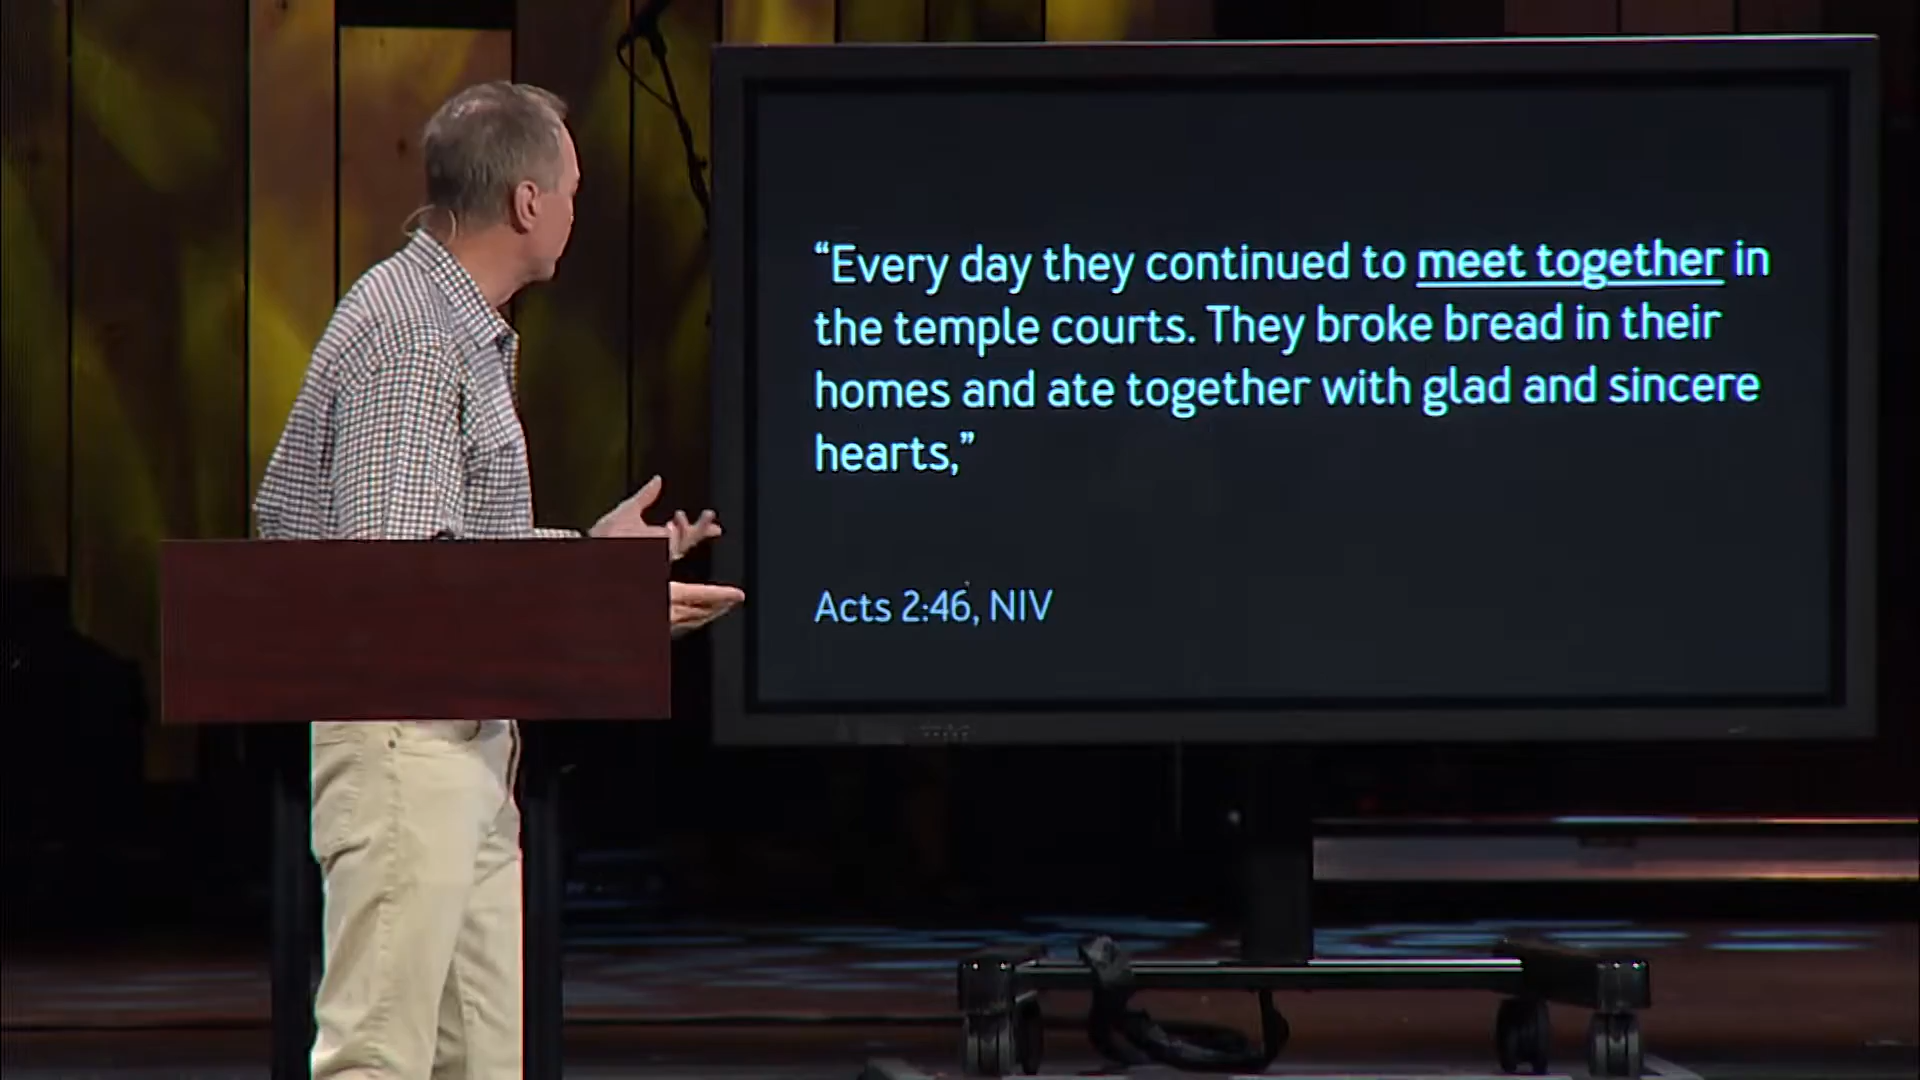 “Every day they continued to meet together in
the temple courts. They broke bread in their
homes and ate together with glad and sincere
hearts,”
Acts 2:46, NIV